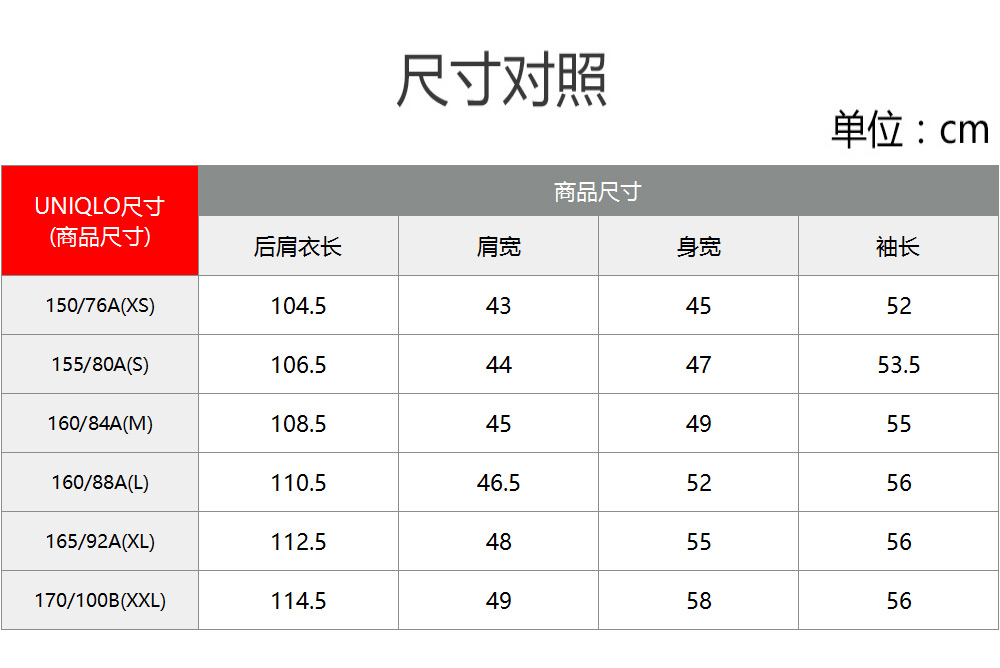 尺寸对照
单位：cm
UNIQLO尺寸
(商品尺寸)
商品尺寸
后肩衣长 肩宽 身宽 袖长
150/76A(XS) 104.5 43 45 52
155/80A(S) 106.5 44 47 53.5
160/84A(M) 108.5 45 49 55
160/88A(L) 110.5 46.5 52 56
165/92A(XL) 112.5 48 55 56
170/100B(XXL) 114.5 49 58 56